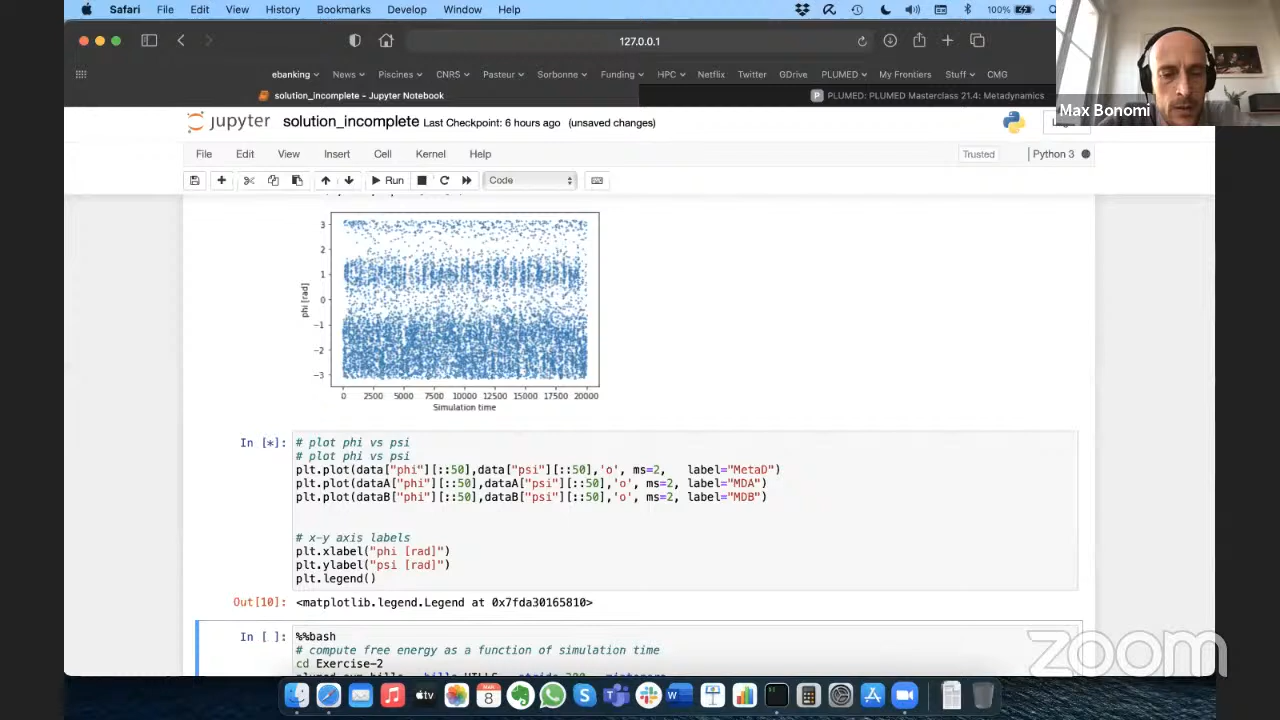 Safari File Edit View History Bookmarks Develop Window Help 100%
127.0.0.1
ebanking News Piscines CNRS Pasteur Sorbonne Funding HPC Netflix Twitter GDrive PLUMED My Frontiers Stuff CMG
solution_incomplete - Jupyter Notebook
PLUMED: PLUMED Masterclass 21.4: Metadynamics
Max Bonomi
jupyter solution_incomplete Last Checkpoint: 6 hours ago (unsaved changes)
File Edit View Insert Cell Kernel Help
Trusted
Python 3
Run
Code
3
2
1
0
−1
−2
−3
phi [rad]
0 2500 5000 7500 10000 12500 15000 17500 20000
Simulation time
In [*]:
# plot phi vs psi
# plot phi vs psi
plt.plot(data["phi"][::50],data["psi"][::50],'o', ms=2, label="MetaD")
plt.plot(dataA["phi"][::50],dataA["psi"][::50],'o', ms=2, label="MDA")
plt.plot(dataB["phi"][::50],dataB["psi"][::50],'o', ms=2, label="MDB")
# x-y axis labels
plt.xlabel("phi [rad]")
plt.ylabel("psi [rad]")
plt.legend()
Out[10]: <matplotlib.legend.Legend at 0x7fda30165810>
In [ ]:
%%bash
# compute free energy as a function of simulation time
cd Exercise-2
zoom
MAR
8
tv